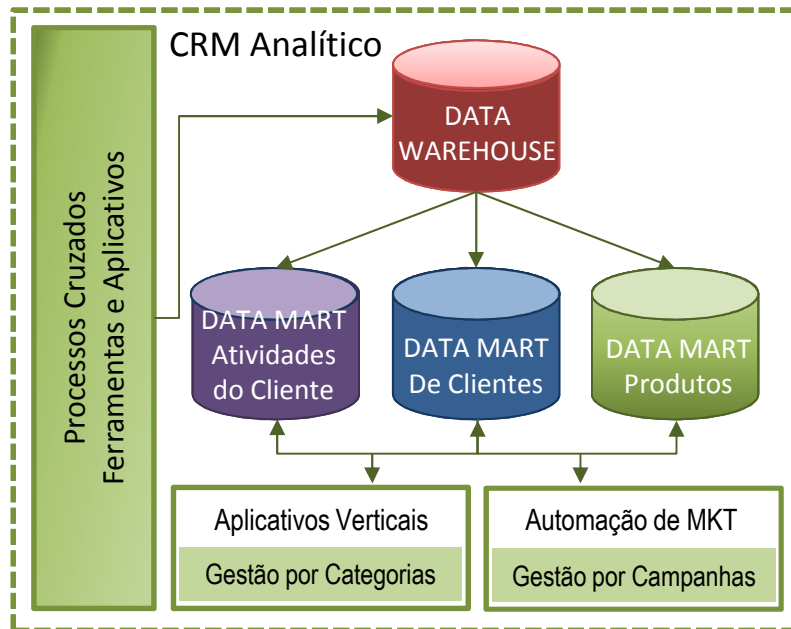 CRM Analítico
Processos Cruzados
Ferramentas e Aplicativos
DATA
WAREHOUSE
DATA MART
Atividades
do Cliente
DATA MART
De Clientes
DATA MART
Produtos
Aplicativos Verticais
Gestão por Categorias
Automação de MKT
Gestão por Campanhas